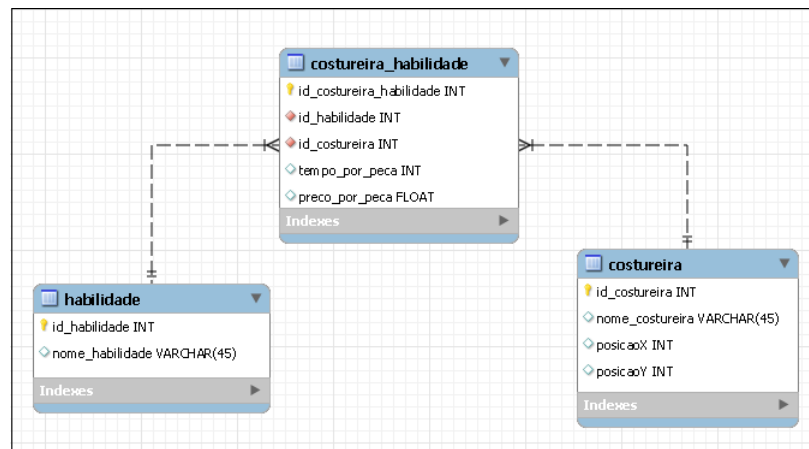 costureira_habilidade
id_costureira_habilidade INT
id_habilidade INT
id_costureira INT
tempo_por_peca INT
preco_por_peca FLOAT
Indexes
habilidade
id_habilidade INT
nome_habilidade VARCHAR(45)
Indexes
costureira
id_costureira INT
nome_costureira VARCHAR(45)
posicaoX INT
posicaoY INT
Indexes